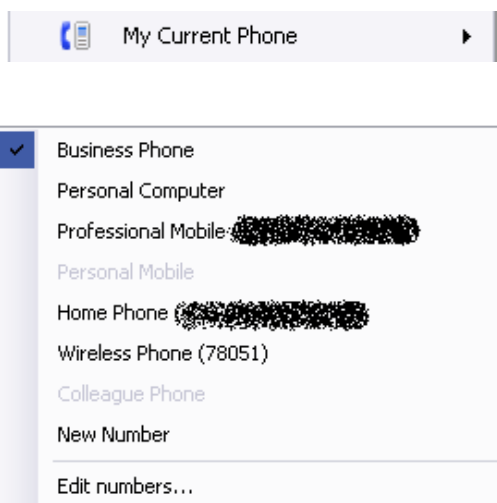 My Current Phone
Business Phone
Personal Computer
Professional Mobile
Personal Mobile
Home Phone (
Wireless Phone (78051)
Colleague Phone
New Number
Edit numbers...